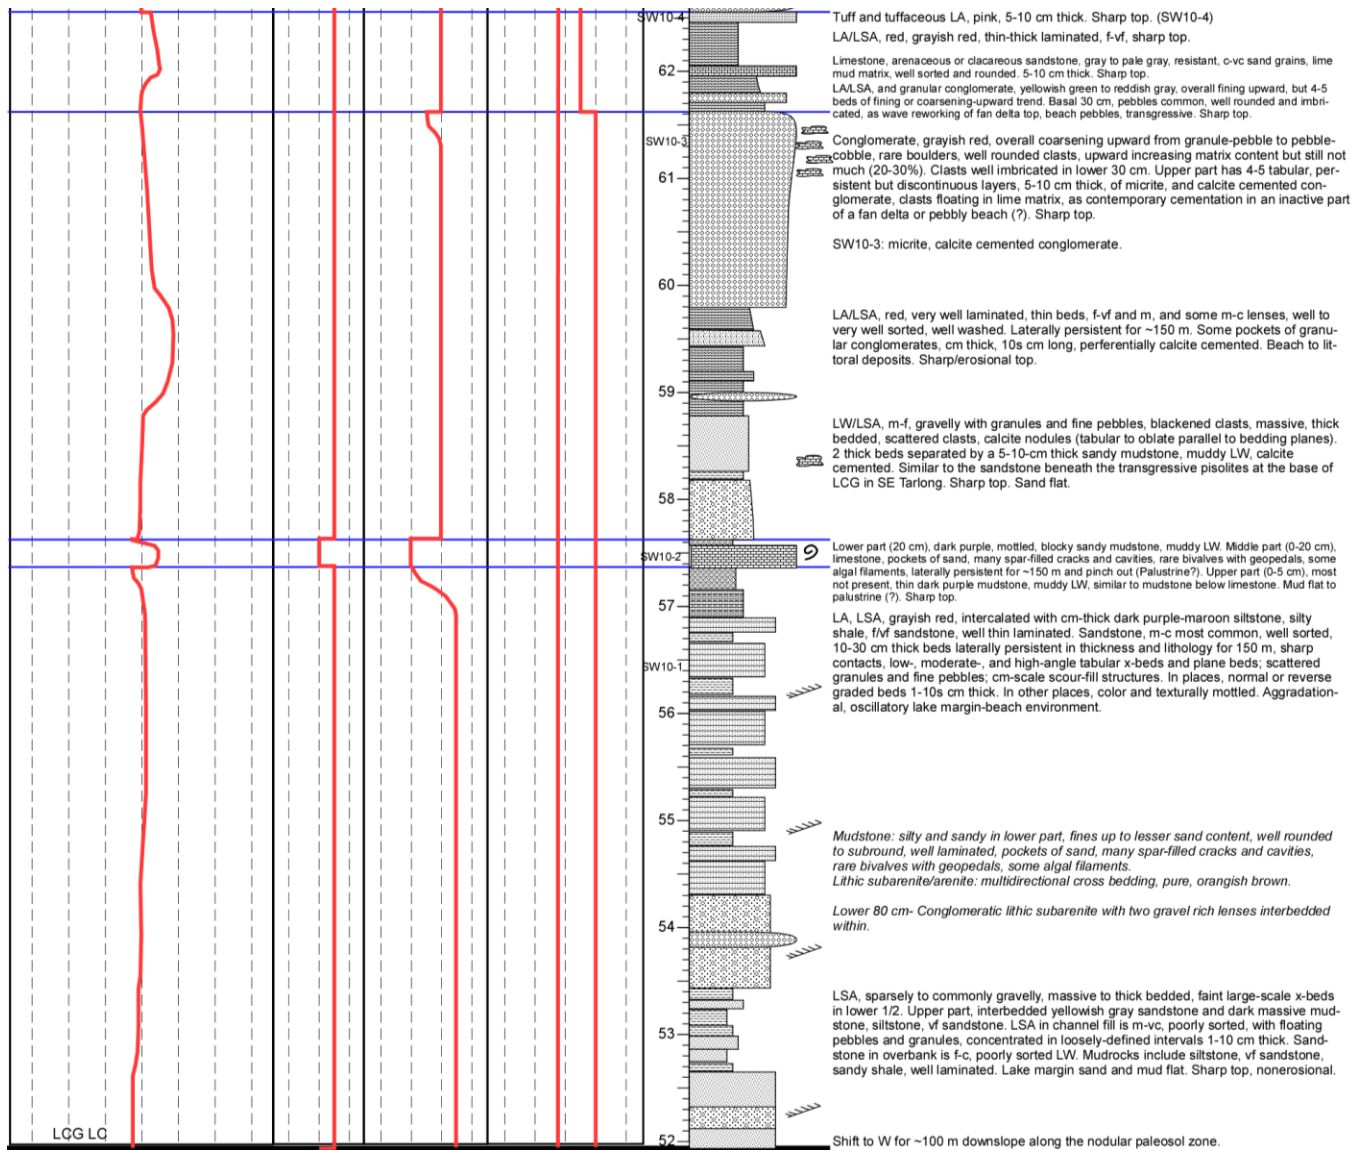 SW10-4
Tuff and tuffaceous LA, pink, 5-10 cm thick. Sharp top. (SW10-4)
LA/LSA, red, grayish red, thin-thick laminated, f-vf, sharp top.
62
Limestone, arenaceous or clacareous sandstone, gray to pale gray, resistant, c-vc sand grains, lime
mud matrix, well sorted and rounded. 5-10 cm thick. Sharp top.
LA/LSA, and granular conglomerate, yellowish green to reddish gray, overall fining upward, but 4-5
beds of fining or coarsening-upward trend. Basal 30 cm, pebbles common, well rounded and imbri-
cated, as wave reworking of fan delta top, beach pebbles, transgressive. Sharp top.
SW10-3
Conglomerate, grayish red, overall coarsening upward from granule-pebble to pebble-
cobble, rare boulders, well rounded clasts, upward increasing matrix content but still not
much (20-30%). Clasts well imbricated in lower 30 cm. Upper part has 4-5 tabular, per-
sistent but discontinuous layers, 5-10 cm thick, of micrite, and calcite cemented con-
glomerate, clasts floating in lime matrix, as contemporary cementation in an inactive part
of a fan delta or pebbly beach (?). Sharp top.
61
SW10-3: micrite, calcite cemented conglomerate.
60
LA/LSA, red, very well laminated, thin beds, f-vf and m, and some m-c lenses, well to
very well sorted, well washed. Laterally persistent for ~150 m. Some pockets of granu-
lar conglomerates, cm thick, 10s cm long, perferentially calcite cemented. Beach to lit-
toral deposits. Sharp/erosional top.
59
LW/LSA, m-f, gravelly with granules and fine pebbles, blackened clasts, massive, thick
bedded, scattered clasts, calcite nodules (tabular to oblate parallel to bedding planes).
2 thick beds separated by a 5-10-cm thick sandy mudstone, muddy LW, calcite
cemented. Similar to the sandstone beneath the transgressive pisolites at the base of
LCG in SE Tarlong. Sharp top. Sand flat.
58
SW10-2
Lower part (20 cm), dark purple, mottled, blocky sandy mudstone, muddy LW. Middle part (0-20 cm),
limestone, pockets of sand, many spar-filled cracks and cavities, rare bivalves with geopedals, some
algal filaments, laterally persistent for ~150 m and pinch out (Palustrine?). Upper part (0-5 cm), most
not present, thin dark purple mudstone, muddy LW, similar to mudstone below limestone. Mud flat to
palustrine (?). Sharp top.
57
LA, LSA, grayish red, intercalated with cm-thick dark purple-maroon siltstone, silty
shale, f/vf sandstone, well thin laminated. Sandstone, m-c most common, well sorted,
10-30 cm thick beds laterally persistent in thickness and lithology for 150 m, sharp
contacts, low-, moderate-, and high-angle tabular x-beds and plane beds; scattered
granules and fine pebbles; cm-scale scour-fill structures. In places, normal or reverse
graded beds 1-10s cm thick. In other places, color and texturally mottled. Aggradation-
al, oscillatory lake margin-beach environment.
SW10-1
56
55
Mudstone: silty and sandy in lower part, fines up to lesser sand content, well rounded
to subround, well laminated, pockets of sand, many spar-filled cracks and cavities,
rare bivalves with geopedals, some algal filaments.
Lithic subarenite/arenite: multidirectional cross bedding, pure, orangish brown.
Lower 80 cm- Conglomeratic lithic subarenite with two gravel rich lenses interbedded
within.
54
LSA, sparsely to commonly gravelly, massive to thick bedded, faint large-scale x-beds
in lower 1/2. Upper part, interbedded yellowish gray sandstone and dark massive mud-
stone, siltstone, vf sandstone. LSA in channel fill is m-vc, poorly sorted, with floating
pebbles and granules, concentrated in loosely-defined intervals 1-10 cm thick. Sand-
stone in overbank is f-c, poorly sorted LW. Mudrocks include siltstone, vf sandstone,
sandy shale, well laminated. Lake margin sand and mud flat. Sharp top, nonerosional.
53
LCG LC
52
Shift to W for ~100 m downslope along the nodular paleosol zone.